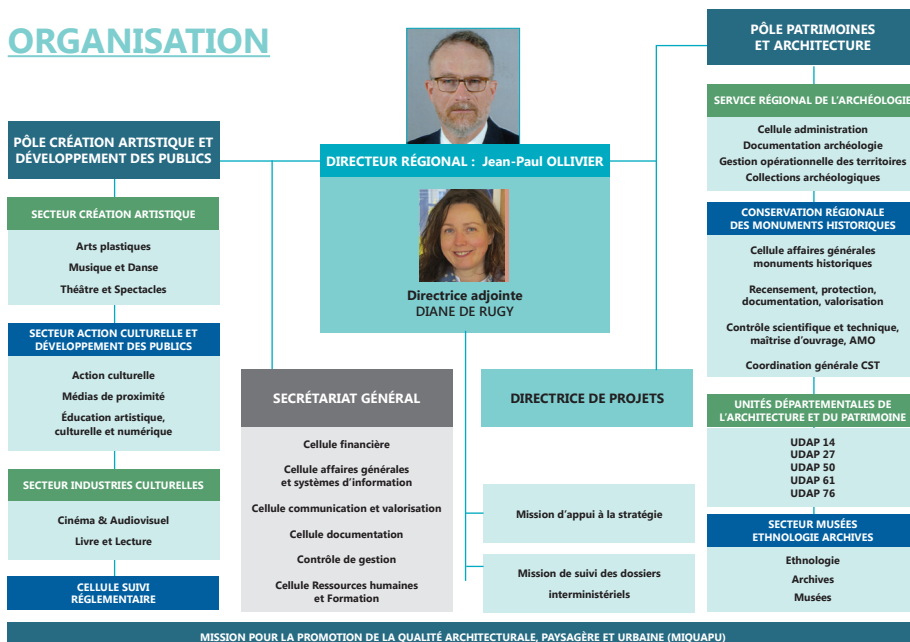 ORGANISATION
PÔLE CRÉATION ARTISTIQUE ET
DÉVELOPPEMENT DES PUBLICS
SECTEUR CRÉATION ARTISTIQUE
Arts plastiques
Musique et Danse
Théâtre et Spectacles
SECTEUR ACTION CULTURELLE ET
DÉVELOPPEMENT DES PUBLICS
Action culturelle
Médias de proximité
Éducation artistique,
culturelle et numérique
SECTEUR INDUSTRIES CULTURELLES
Cinéma & Audiovisuel
Livre et Lecture
CELLULE SUIVI
RÉGLEMENTAIRE
DIRECTEUR RÉGIONAL : Jean-Paul OLLIVIER
Directrice adjointe
DIANE DE RUGY
SECRÉTARIAT GÉNÉRAL
Cellule financière
Cellule affaires générales
et systèmes d'information
Cellule communication et valorisation
Cellule documentation
Contrôle de gestion
Cellule Ressources humaines
et Formation
DIRECTRICE DE PROJETS
Mission d'appui à la stratégie
Mission de suivi des dossiers
interministériels
PÔLE PATRIMOINES
ET ARCHITECTURE
SERVICE RÉGIONAL DE L'ARCHÉOLOGIE
Cellule administration
Documentation archéologie
Gestion opérationnelle des territoires
Collections archéologiques
CONSERVATION RÉGIONALE
DES MONUMENTS HISTORIQUES
Cellule affaires générales
monuments historiques
Recensement, protection,
documentation, valorisation
Contrôle scientifique et technique,
maîtrise d'ouvrage, AMO
Coordination générale CST
UNITÉS DÉPARTEMENTALES DE
L'ARCHITECTURE ET DU PATRIMOINE
UDAP 14
UDAP 27
UDAP 50
UDAP 61
UDAP 76
SECTEUR MUSÉES
ETHNOLOGIE ARCHIVES
Ethnologie
Archives
Musées
MISSION POUR LA PROMOTION DE LA QUALITÉ ARCHITECTURALE, PAYSAGÈRE ET URBAINE (MIQUAPU)